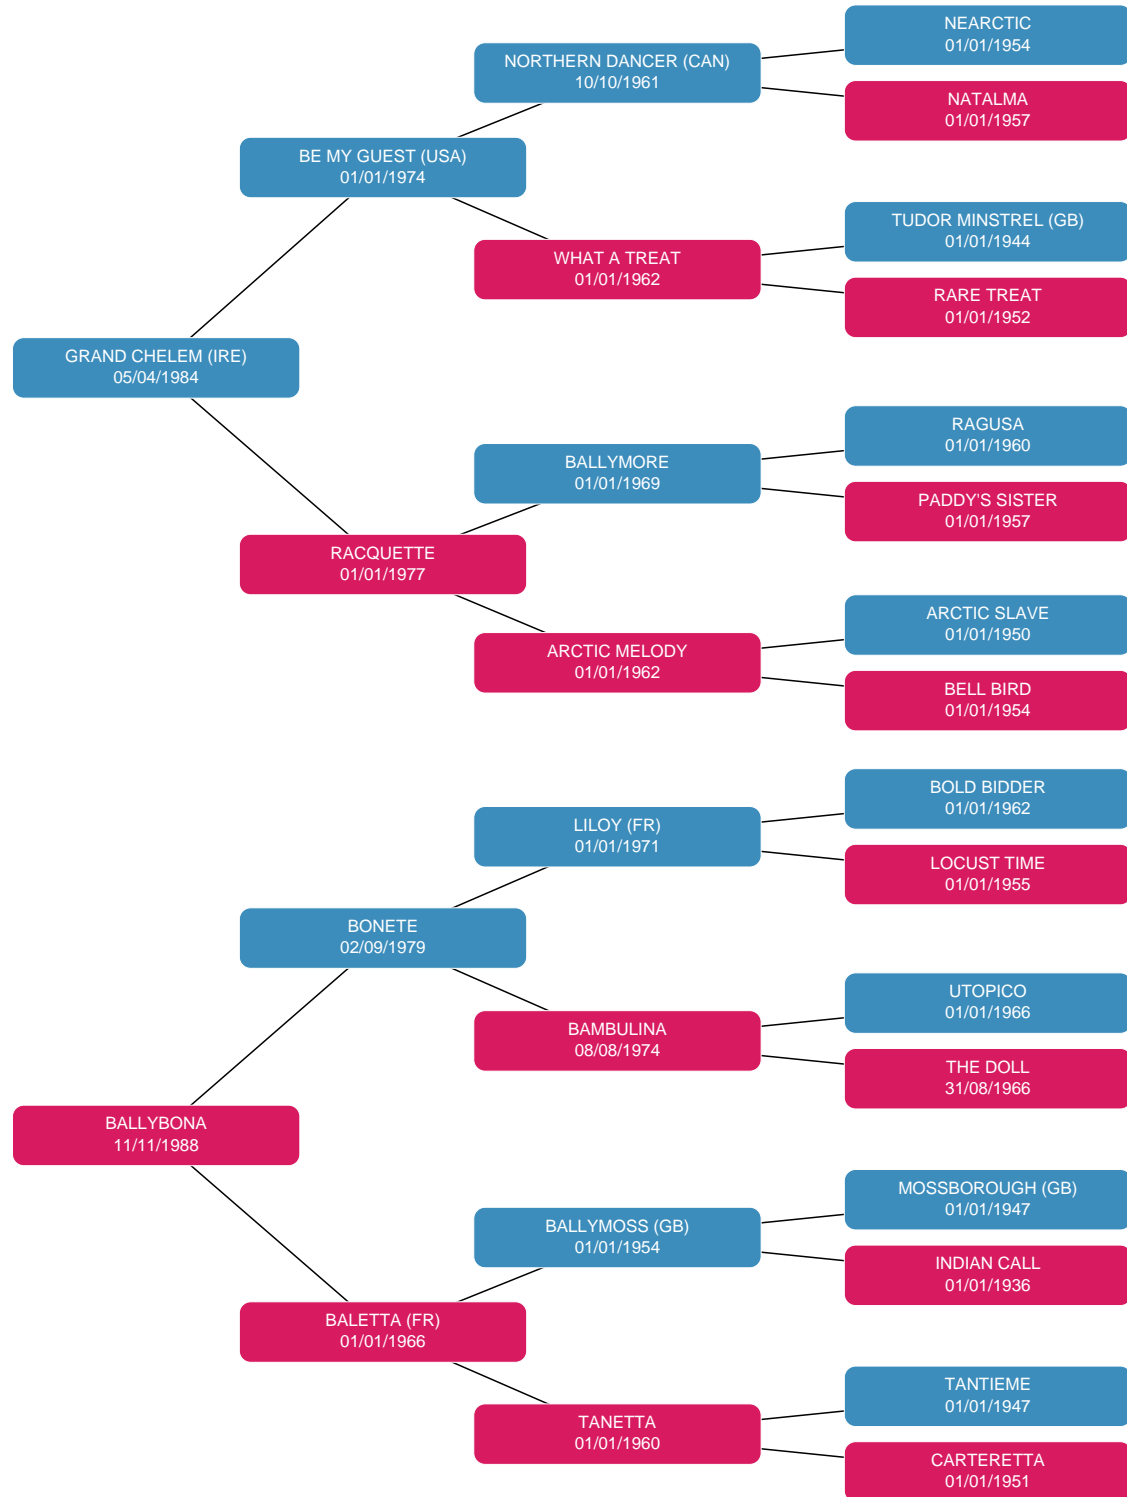 NEARCTIC
01/01/1954
NORTHERN DANCER (CAN)
10/10/1961
NATALMA
01/01/1957
BE MY GUEST (USA)
01/01/1974
TUDOR MINSTREL (GB)
01/01/1944
WHAT A TREAT
01/01/1962
RARE TREAT
01/01/1952
GRAND CHELEM (IRE)
05/04/1984
RAGUSA
01/01/1960
BALLYMORE
01/01/1969
PADDY'S SISTER
01/01/1957
RACQUETTE
01/01/1977
ARCTIC SLAVE
01/01/1950
ARCTIC MELODY
01/01/1962
BELL BIRD
01/01/1954
BOLD BIDDER
01/01/1962
LILOY (FR)
01/01/1971
LOCUST TIME
01/01/1955
BONETE
02/09/1979
UTOPICO
01/01/1966
BAMBULINA
08/08/1974
THE DOLL
31/08/1966
BALLYBONA
11/11/1988
MOSSBOROUGH (GB)
01/01/1947
BALLYMOSS (GB)
01/01/1954
INDIAN CALL
01/01/1936
BALETTA (FR)
01/01/1966
TANTIEME
01/01/1947
TANETTA
01/01/1960
CARTERETTA
01/01/1951